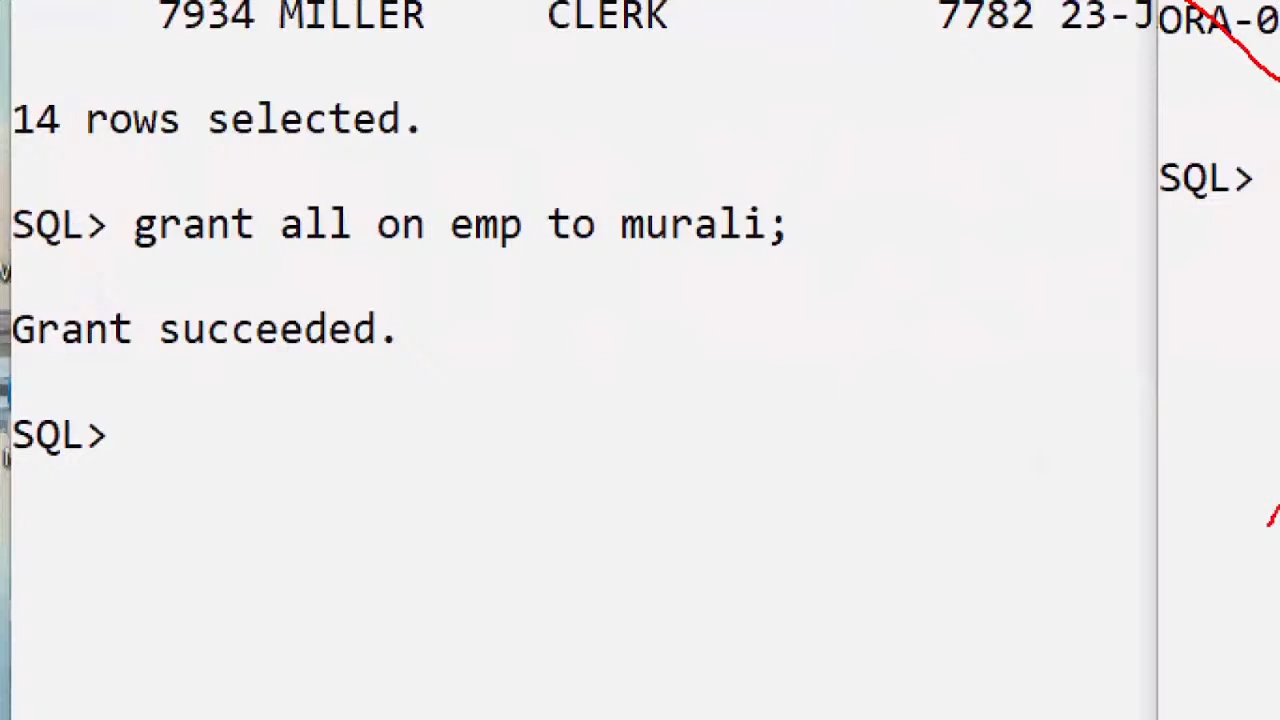 7934 MILLER CLERK 7782 23-J
14 rows selected.
SQL> grant all on emp to murali;
Grant succeeded.
SQL>
ORA-0
SQL>